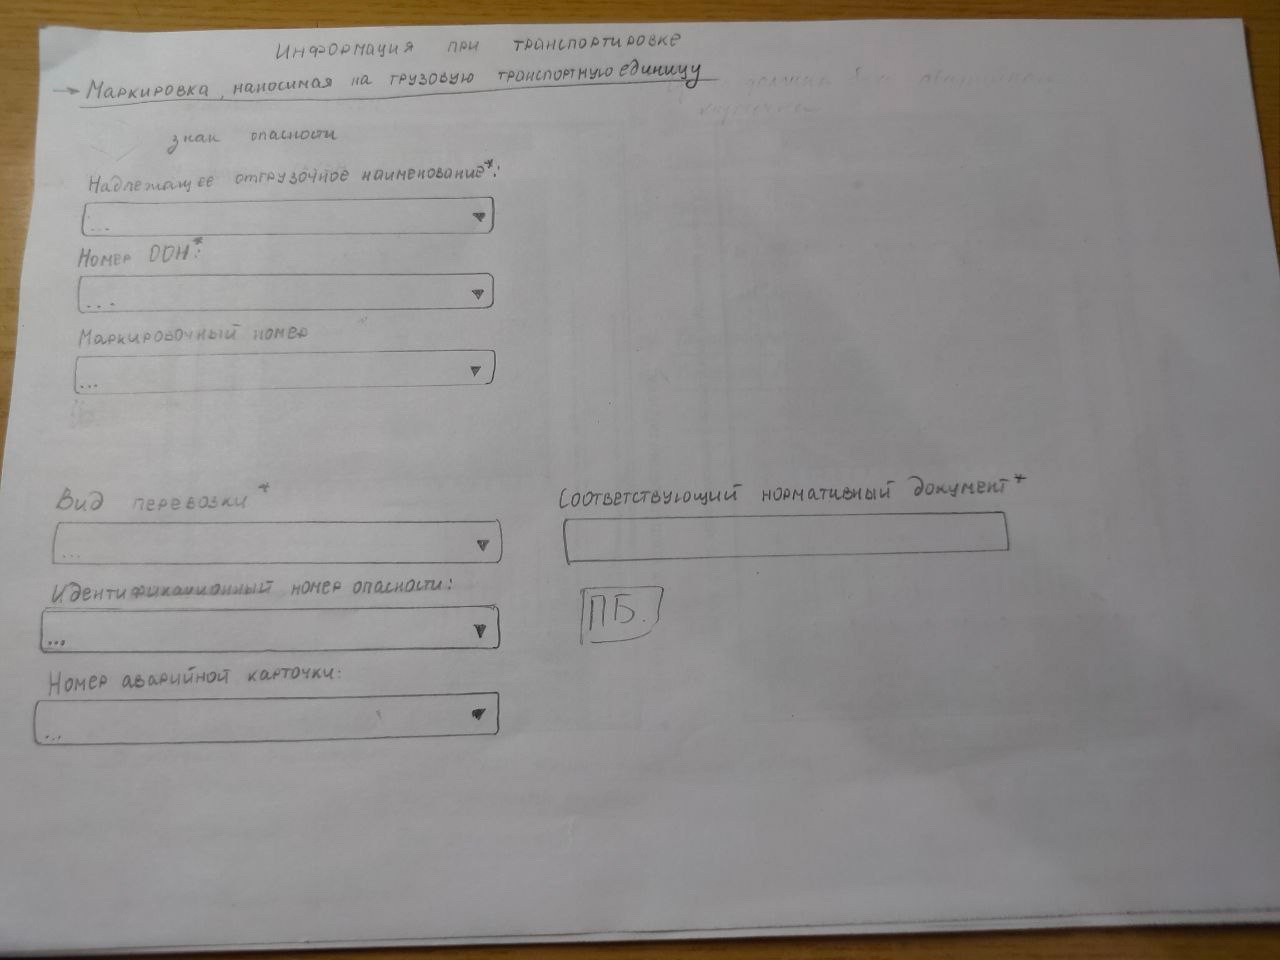 Информация при транспортировке
→ Маркировка, наносимая на грузовую транспортную единицу
знак опасности
Надлежащее отгрузочное наименование*:
...
Номер ООН*:
...
Маркировочный номер
...
Вид перевозки*
...
Соответствующий нормативный документ*
Идентификационный номер опасности:
...
ПБ.
Номер аварийной карточки:
...